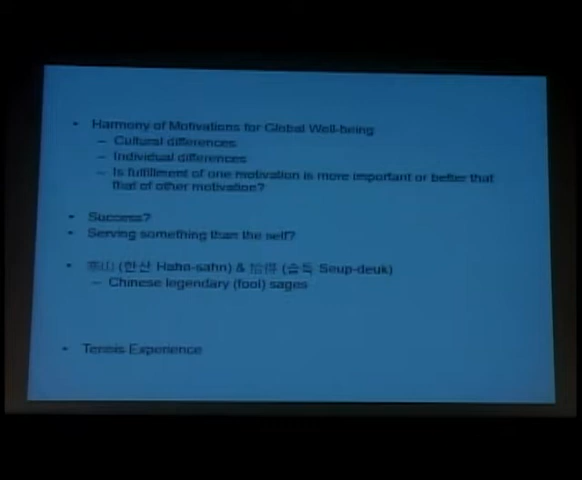 • Harmony of Motivations for Global Well-being
– Cultural differences
– Individual differences
– Is fulfillment of one motivation is more important or better that
that of other motivation?
• Success?
• Serving something than the self?
• 寒山 (한산 Hahn-sahn) & 拾得 (습득 Seup-deuk)
– Chinese legendary (fool) sages
• Tennis Experience